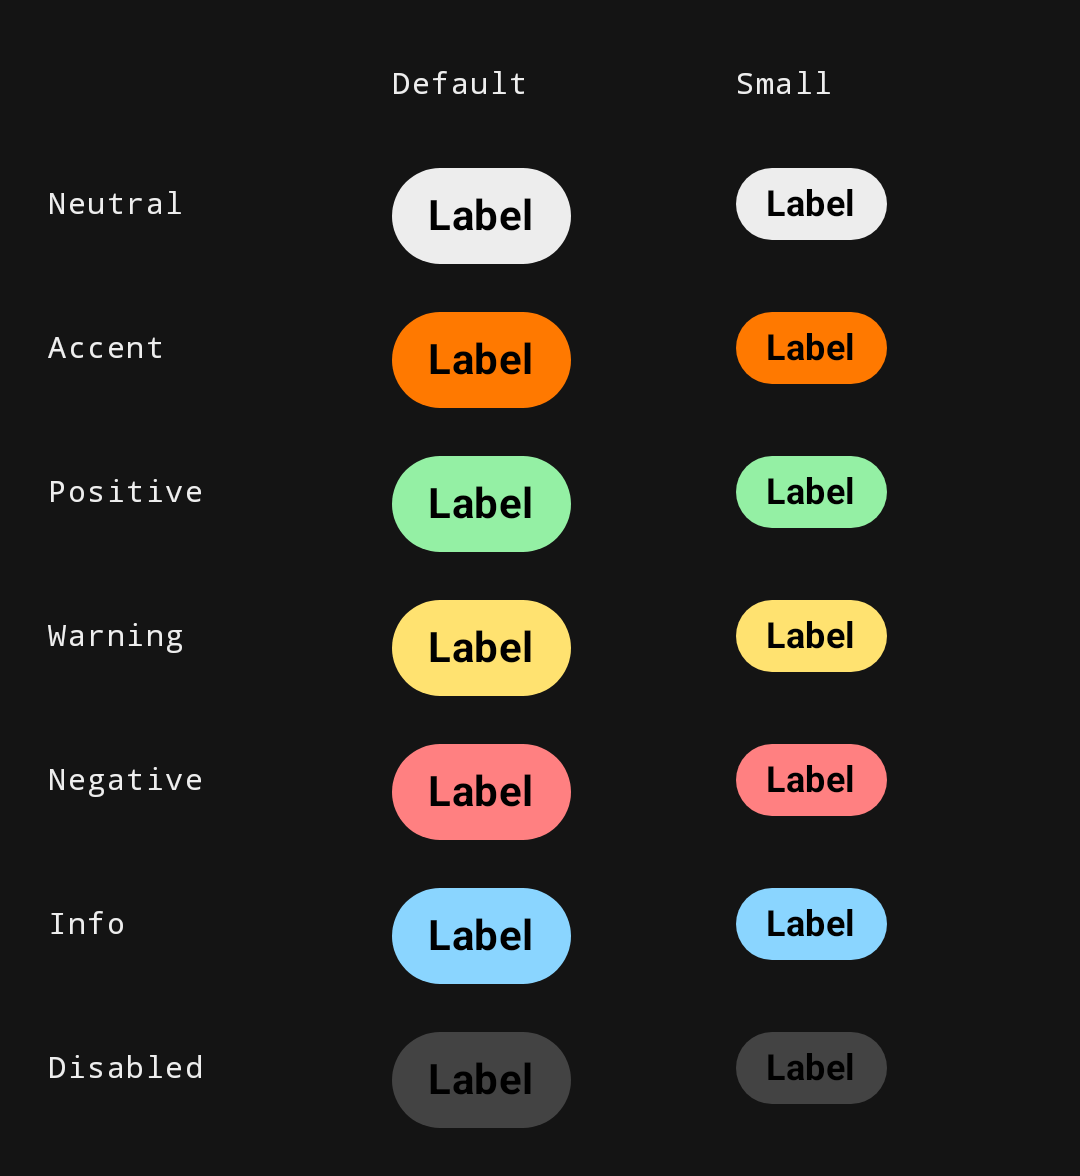 Default Small
Neutral Label Label
Accent Label Label
Positive Label Label
Warning Label Label
Negative Label Label
Info Label Label
Disabled Label Label